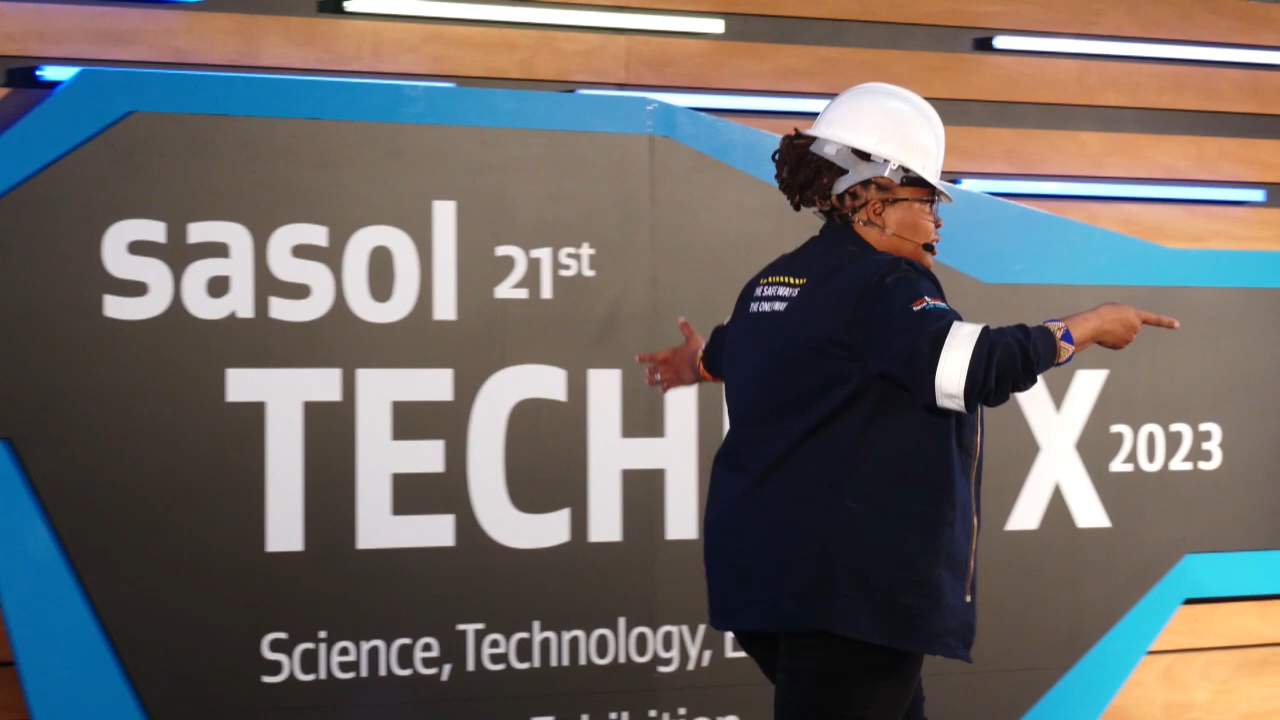 sasol 21st
TECH X 2023
Science, Technology,
THE SAFE WAY IS
THE ONLY WAY